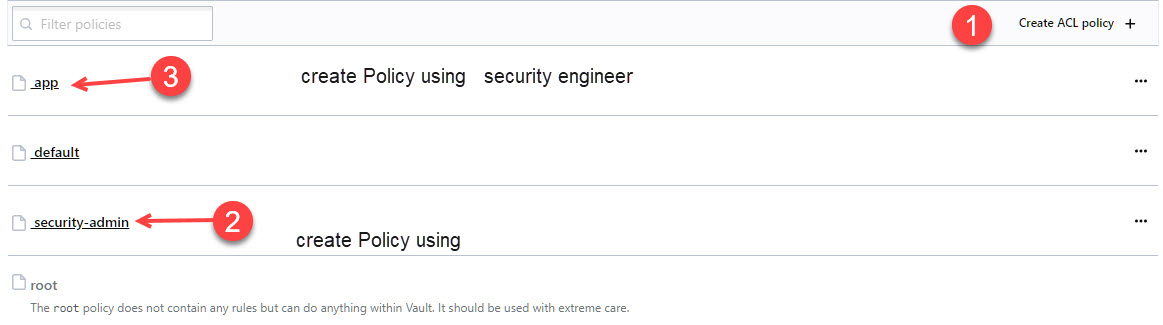 Filter policies
1
Create ACL policy +
app
3
create Policy using security engineer
default
security-admin
2
create Policy using
root
The root policy does not contain any rules but can do anything within Vault. It should be used with extreme care.